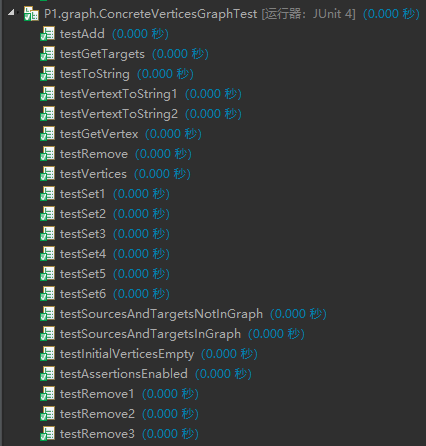 P1.graph.ConcreteVerticesGraphTest [运行器：JUnit 4] (0.000 秒)
testAdd (0.000 秒)
testGetTargets (0.000 秒)
testToString (0.000 秒)
testVertextToString1 (0.000 秒)
testVertextToString2 (0.000 秒)
testGetVertex (0.000 秒)
testRemove (0.000 秒)
testVertices (0.000 秒)
testSet1 (0.000 秒)
testSet2 (0.000 秒)
testSet3 (0.000 秒)
testSet4 (0.000 秒)
testSet5 (0.000 秒)
testSet6 (0.000 秒)
testSourcesAndTargetsNotInGraph (0.000 秒)
testSourcesAndTargetsInGraph (0.000 秒)
testInitialVerticesEmpty (0.000 秒)
testAssertionsEnabled (0.000 秒)
testRemove1 (0.000 秒)
testRemove2 (0.000 秒)
testRemove3 (0.000 秒)